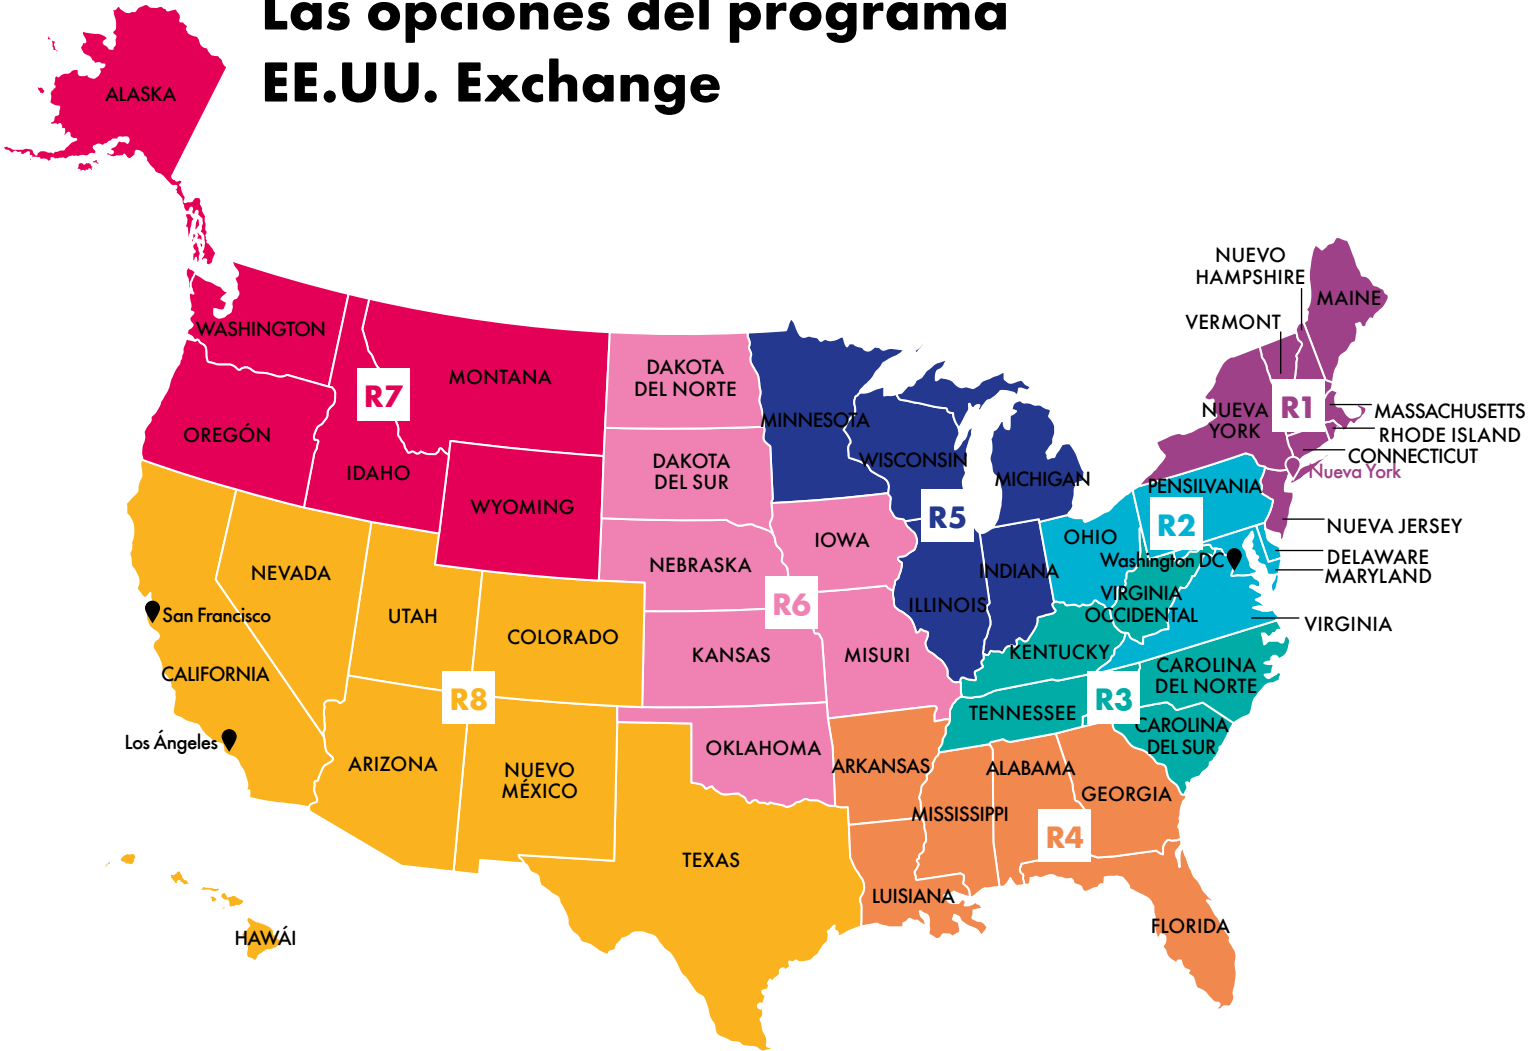 Las opciones del programa
EE.UU. Exchange
ALASKA
NUEVO
HAMPSHIRE
MAINE
VERMONT
WASHINGTON
MONTANA
DAKOTA
DEL NORTE
R7
R1
NUEVA
YORK
MASSACHUSETTS
RHODE ISLAND
CONNECTICUT
Nueva York
OREGÓN
IDAHO
MINNESOTA
WISCONSIN
MICHIGAN
DAKOTA
DEL SUR
WYOMING
PENSILVANIA
R5
R2
NUEVA JERSEY
IOWA
OHIO
DELAWARE
MARYLAND
Washington DC
NEVADA
NEBRASKA
INDIANA
VIRGINIA
OCCIDENTAL
R6
ILLINOIS
San Francisco
UTAH
COLORADO
VIRGINIA
KANSAS
MISURI
KENTUCKY
CALIFORNIA
CAROLINA
DEL NORTE
R8
R3
TENNESSEE
CAROLINA
DEL SUR
Los Ángeles
ARIZONA
NUEVO
MÉXICO
OKLAHOMA
ARKANSAS
ALABAMA
GEORGIA
MISSISSIPPI
R4
TEXAS
LUISIANA
FLORIDA
HAWÁI